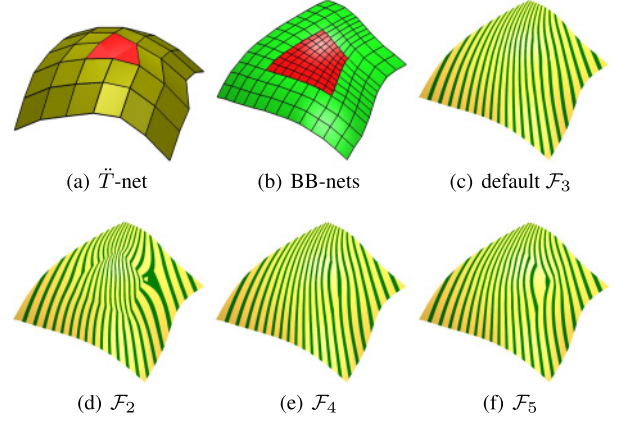 (a) T̈-net
(b) BB-nets
(c) default ℱ₃
(d) ℱ₂
(e) ℱ₄
(f) ℱ₅